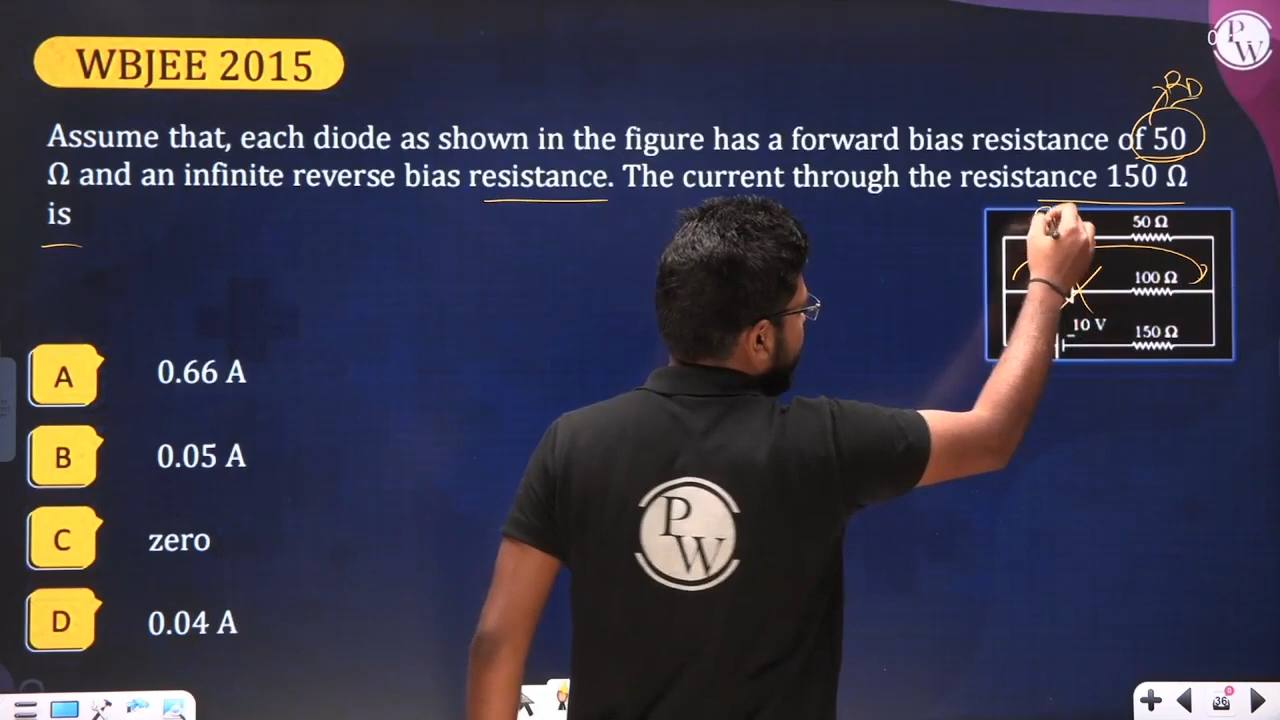 WBJEE 2015
P
W
RD
Assume that, each diode as shown in the figure has a forward bias resistance of 50
Ω and an infinite reverse bias resistance. The current through the resistance 150 Ω
is
50 Ω
100 Ω
10 V
150 Ω
A 0.66 A
B 0.05 A
C zero
D 0.04 A
P
W
36